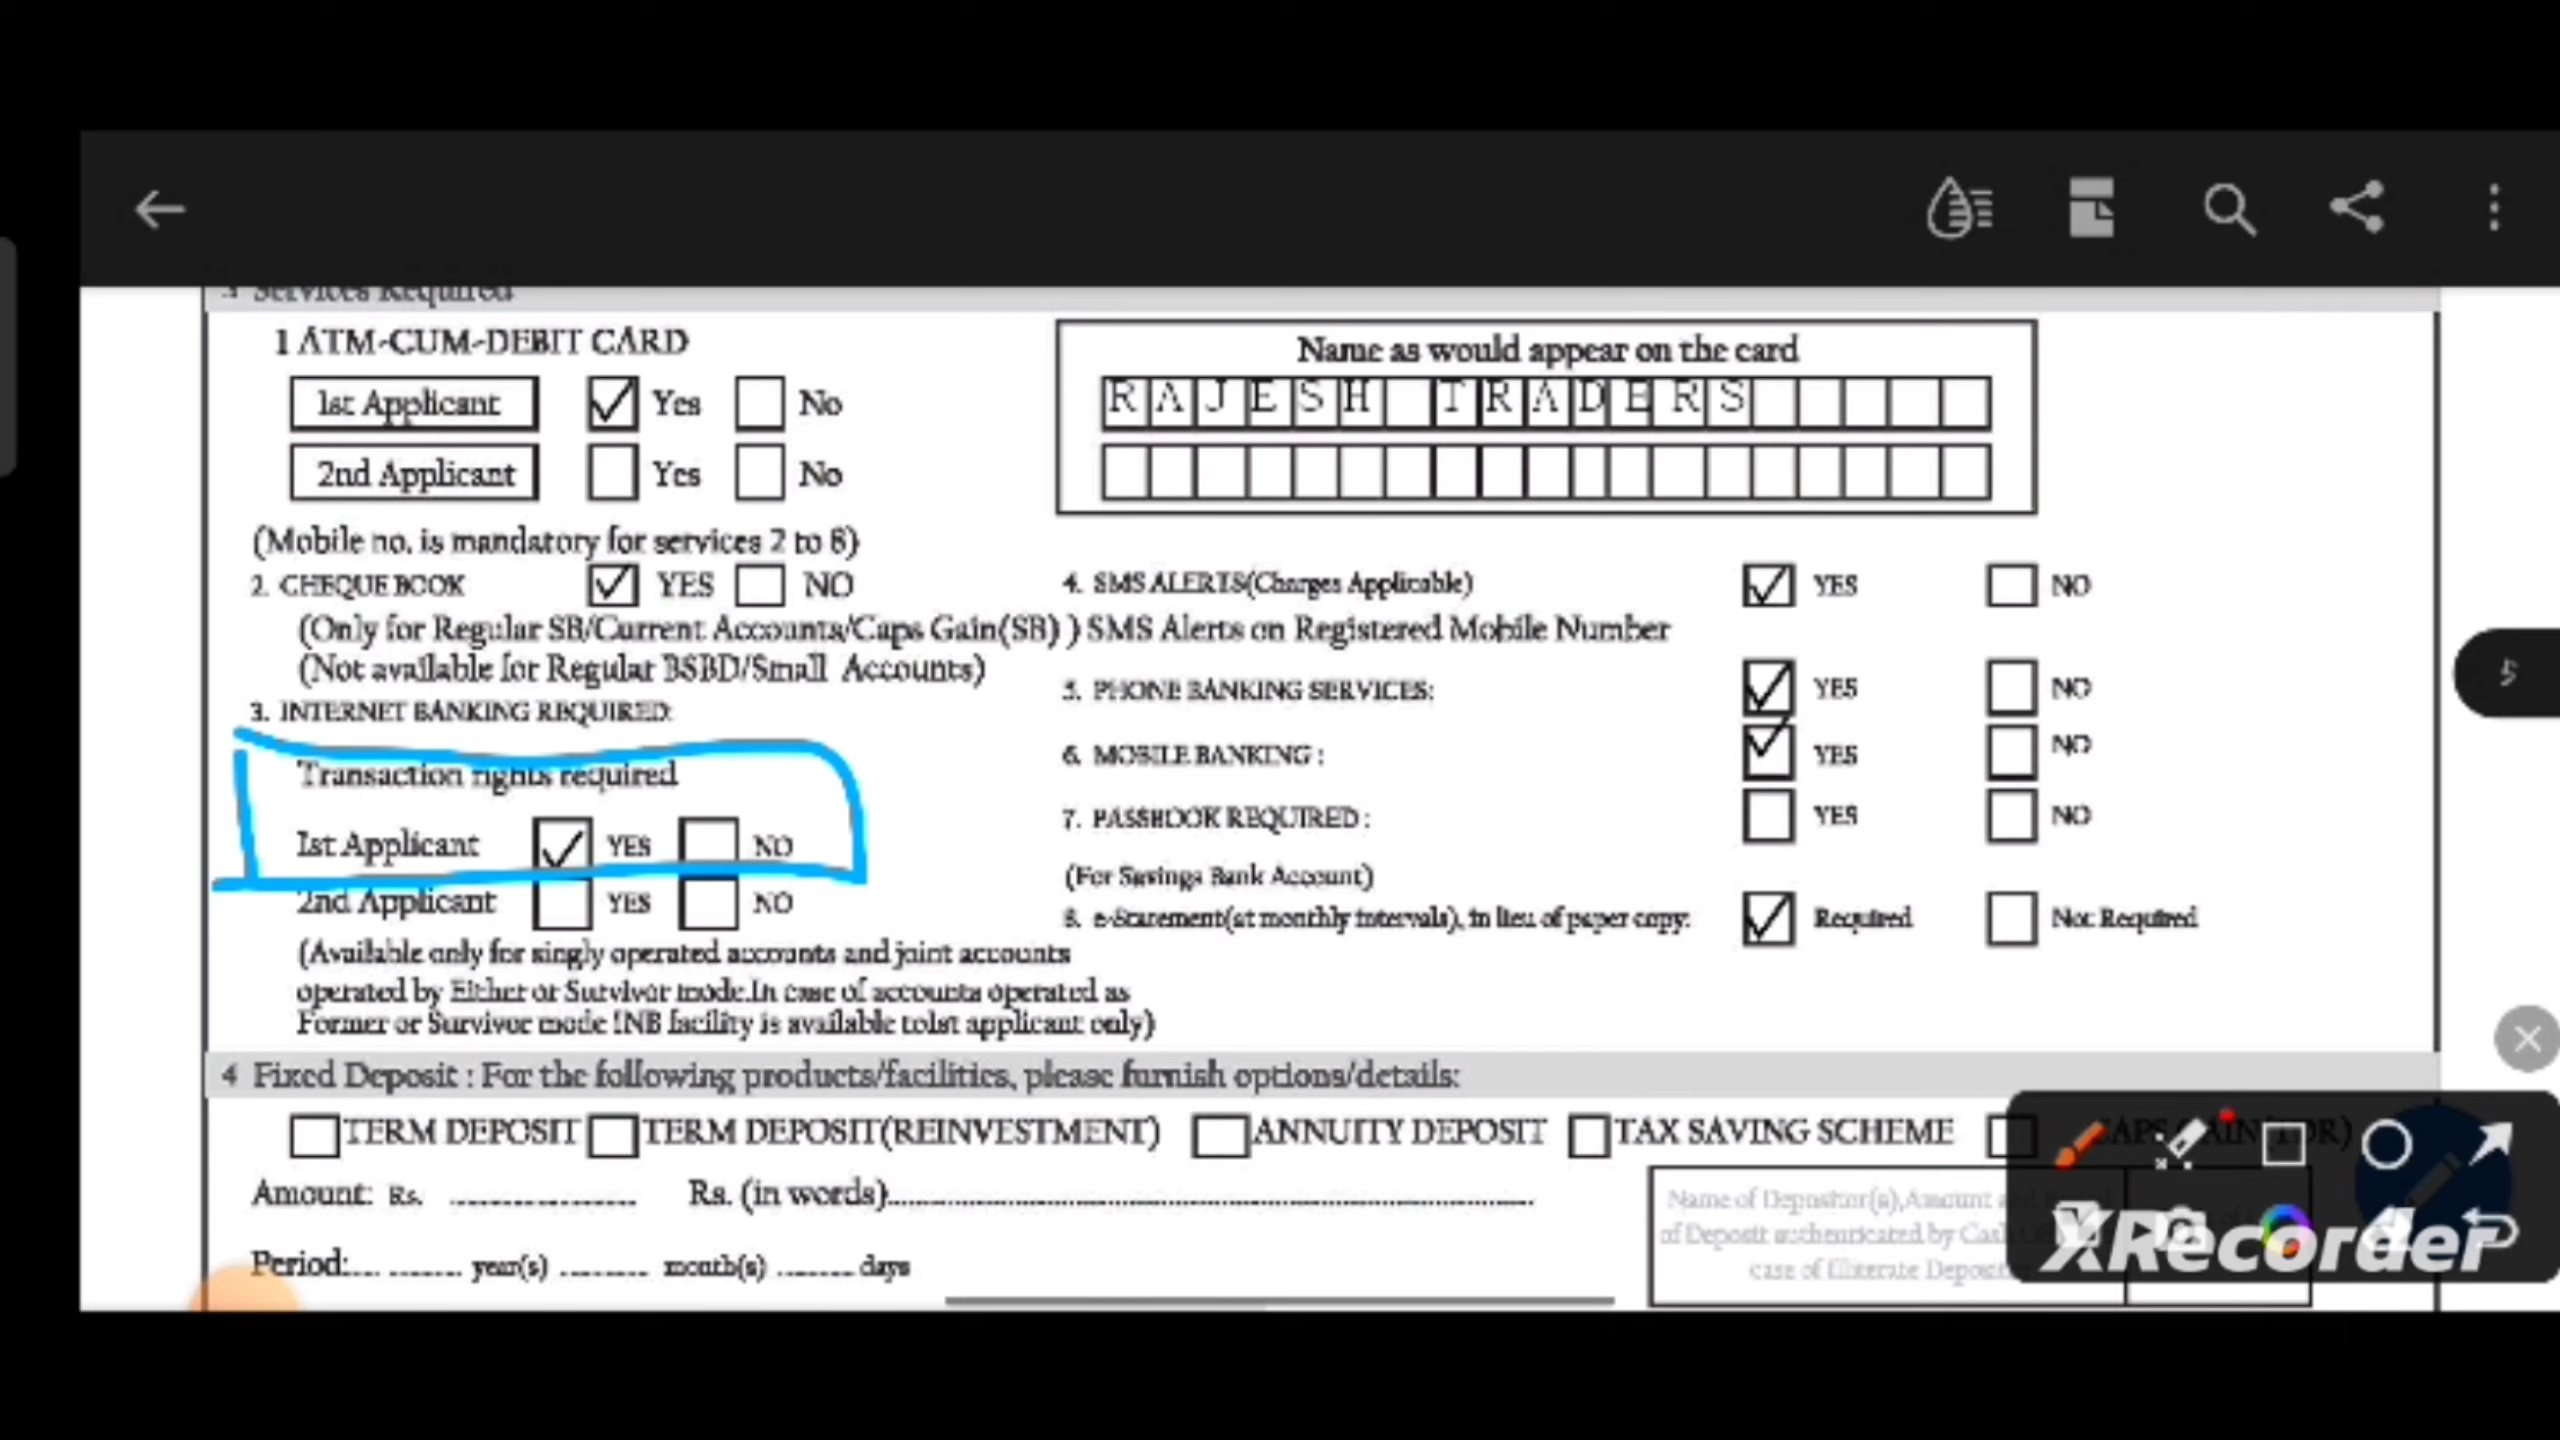 3 Services Required
1 ATM-CUM-DEBIT CARD
Name as would appear on the card
1st Applicant Yes No
RAJESH TRADERS
2nd Applicant Yes No
(Mobile no. is mandatory for services 2 to 8)
2. CHEQUE BOOK YES NO
(Only for Regular SB/Current Accounts/Caps Gain(SB) )
(Not available for Regular BSBD/Small Accounts)
3. INTERNET BANKING REQUIRED:
Transaction rights required
1st Applicant YES NO
2nd Applicant YES NO
(Available only for singly operated accounts and joint accounts
operated by Either or Survivor mode.In case of accounts operated as
Former or Survivor mode INB facility is available to1st applicant only)
4. SMS ALERTS(Charges Applicable) YES NO
SMS Alerts on Registered Mobile Number
5. PHONE BANKING SERVICES: YES NO
6. MOBILE BANKING : YES NO
7. PASSBOOK REQUIRED : YES NO
(For Savings Bank Account)
8. e-Statement(at monthly intervals), in lieu of paper copy: Required Not Required
5
4 Fixed Deposit : For the following products/facilities, please furnish options/details:
TERM DEPOSIT TERM DEPOSIT(REINVESTMENT) ANNUITY DEPOSIT TAX SAVING SCHEME
Amount: Rs. .................... Rs. (in words)..............................
Period:.... ........ year(s) .......... month(s) ........ days
Name of Depositor(s),Amount
of Deposit authenticated by
case of Illiterate
XRecorder